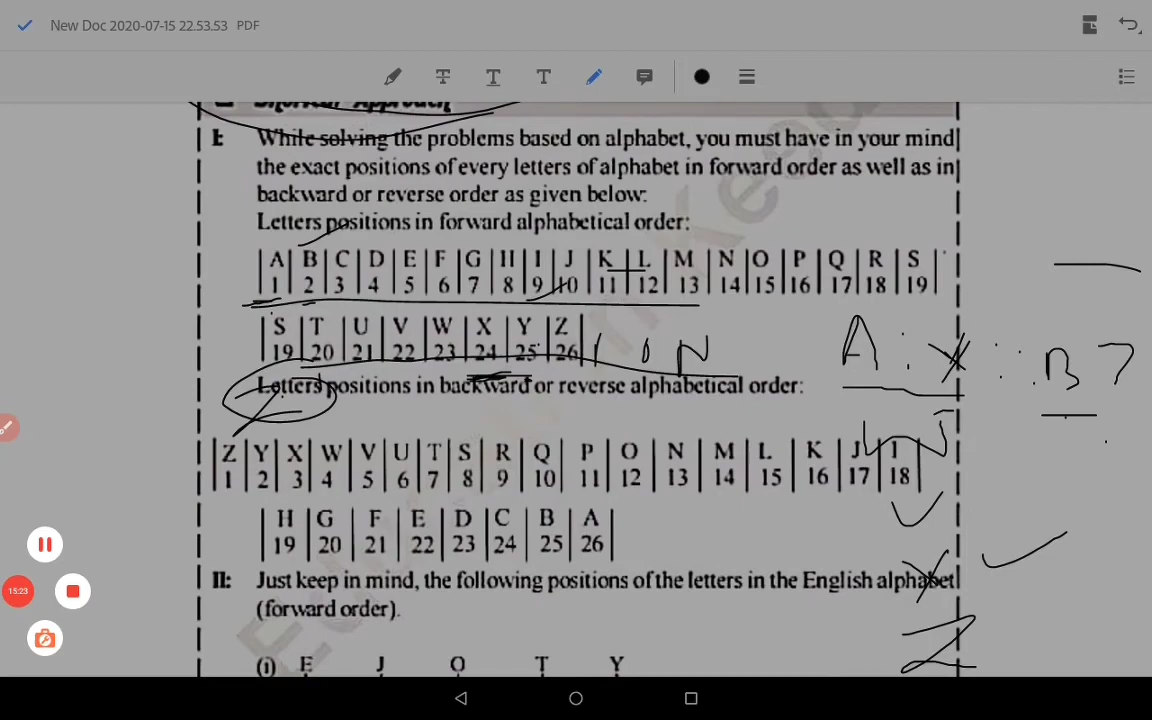 New Doc 2020-07-15 22.53.53 PDF
Shortcut Approach
I: While solving the problems based on alphabet, you must have in your mind
the exact positions of every letters of alphabet in forward order as well as in
backward or reverse order as given below:
Letters positions in forward alphabetical order:
A B C D E F G H I J K L M N O P Q R S
1 2 3 4 5 6 7 8 9 10 11 12 13 14 15 16 17 18 19
S T U V W X Y Z
19 20 21 22 23 24 25 26
A : X : : B ?
Letters positions in backward or reverse alphabetical order:
Z Y X W V U T S R Q P O N M L K J I
1 2 3 4 5 6 7 8 9 10 11 12 13 14 15 16 17 18
H G F E D C B A
19 20 21 22 23 24 25 26
W
X
Z
15:23
II: Just keep in mind, the following positions of the letters in the English alphabet
(forward order).
(i) E J O T Y